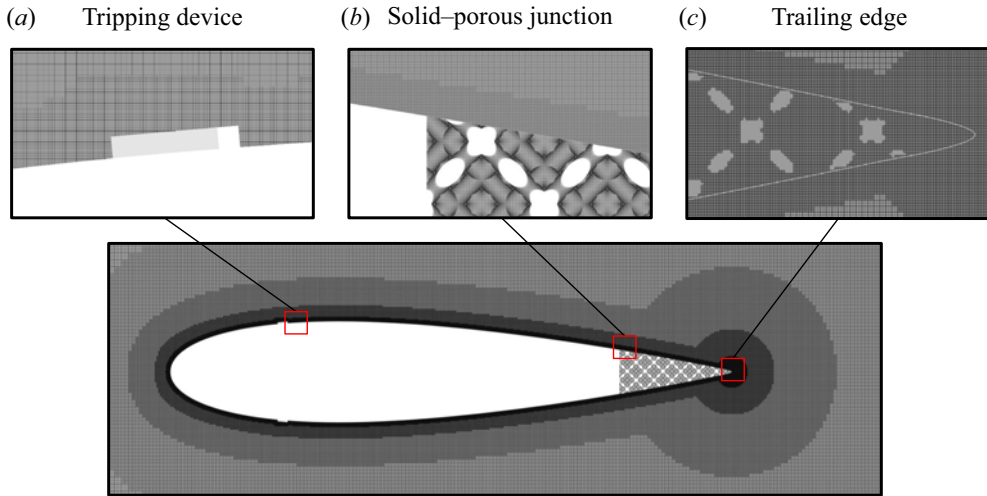 (a) Tripping device
(b) Solid–porous junction
(c) Trailing edge